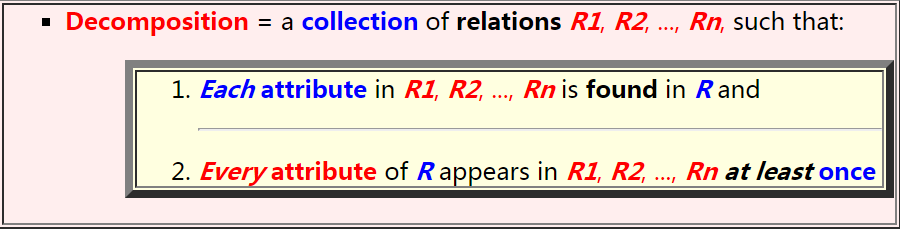 ▪ Decomposition = a collection of relations R1, R2, ..., Rn, such that:
1. Each attribute in R1, R2, ..., Rn is found in R and
2. Every attribute of R appears in R1, R2, ..., Rn at least once